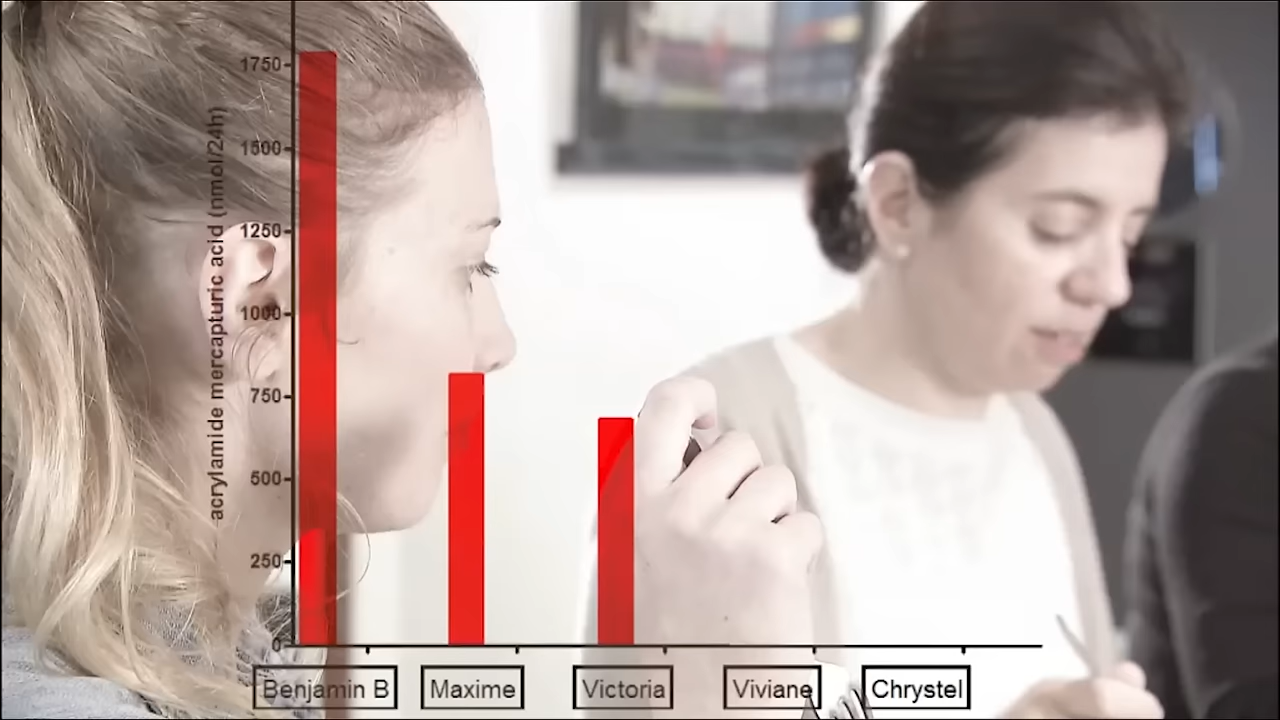 acrylamide mercapturic acid (nmol/24h)
1750
1500
1250
1000
750
500
250
0
Benjamin B
Maxime
Victoria
Viviane
Chrystel